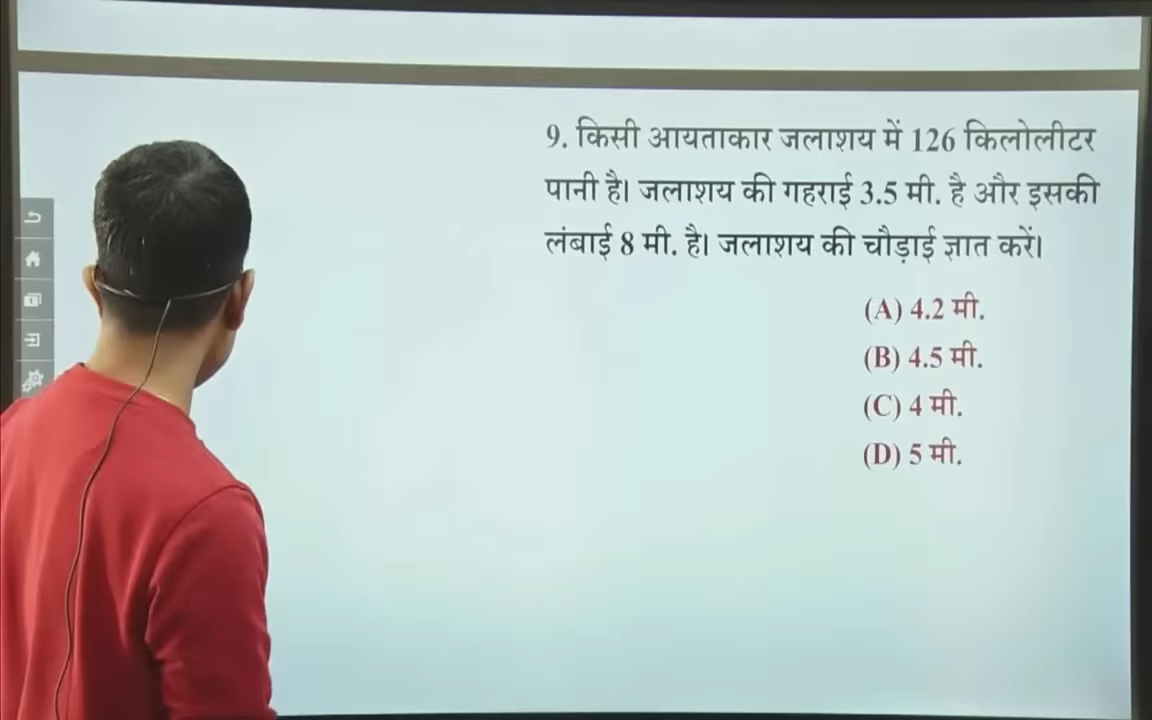 9. किसी आयताकार जलाशय में 126 किलोलीटर
पानी है। जलाशय की गहराई 3.5 मी. है और इसकी
लंबाई 8 मी. है। जलाशय की चौड़ाई ज्ञात करें।
(A) 4.2 मी.
(B) 4.5 मी.
(C) 4 मी.
(D) 5 मी.